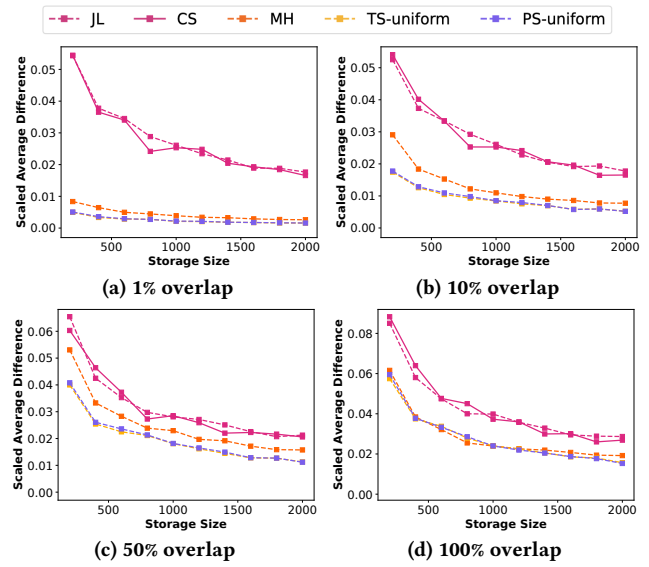 JL CS MH TS-uniform PS-uniform
Scaled Average Difference
0.05
0.04
0.03
0.02
0.01
0.00
500 1000 1500 2000
Storage Size
(a) 1% overlap
Scaled Average Difference
0.05
0.04
0.03
0.02
0.01
0.00
500 1000 1500 2000
Storage Size
(b) 10% overlap
Scaled Average Difference
0.06
0.05
0.04
0.03
0.02
0.01
0.00
500 1000 1500 2000
Storage Size
(c) 50% overlap
Scaled Average Difference
0.08
0.06
0.04
0.02
0.00
500 1000 1500 2000
Storage Size
(d) 100% overlap